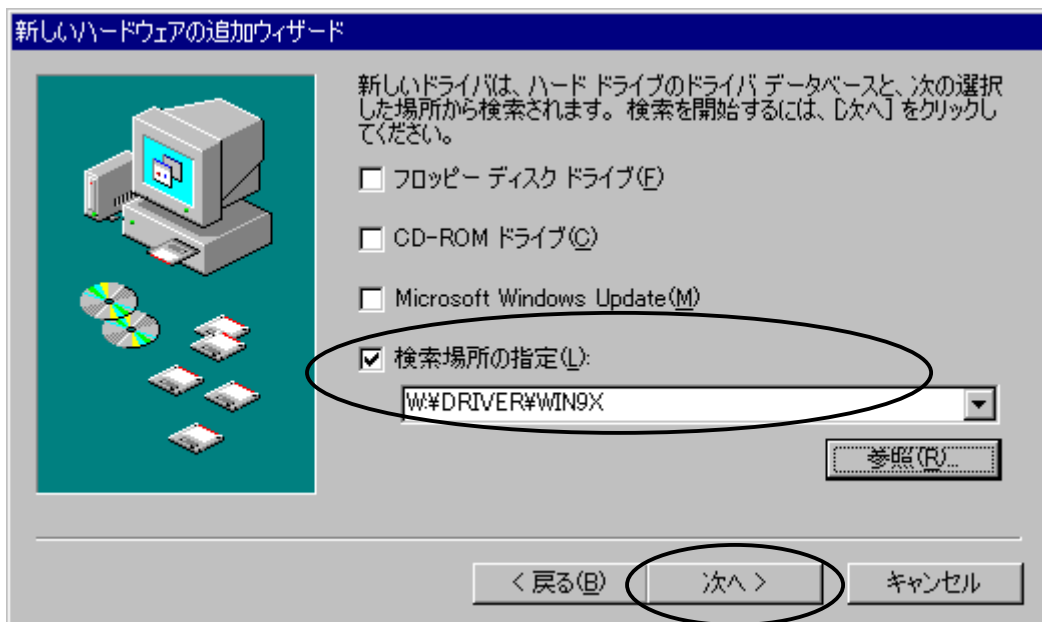 新しいハードウェアの追加ウィザード
新しいドライバは、ハード ドライブのドライバ データベースと、次の選択
した場所から検索されます。 検索を開始するには、[次へ] をクリックし
てください。
フロッピー ディスク ドライブ(F)
CD-ROM ドライブ(C)
Microsoft Windows Update(M)
検索場所の指定(L):
W:¥DRIVER¥WIN9X
参照(R)...
< 戻る(B)
次へ >
キャンセル